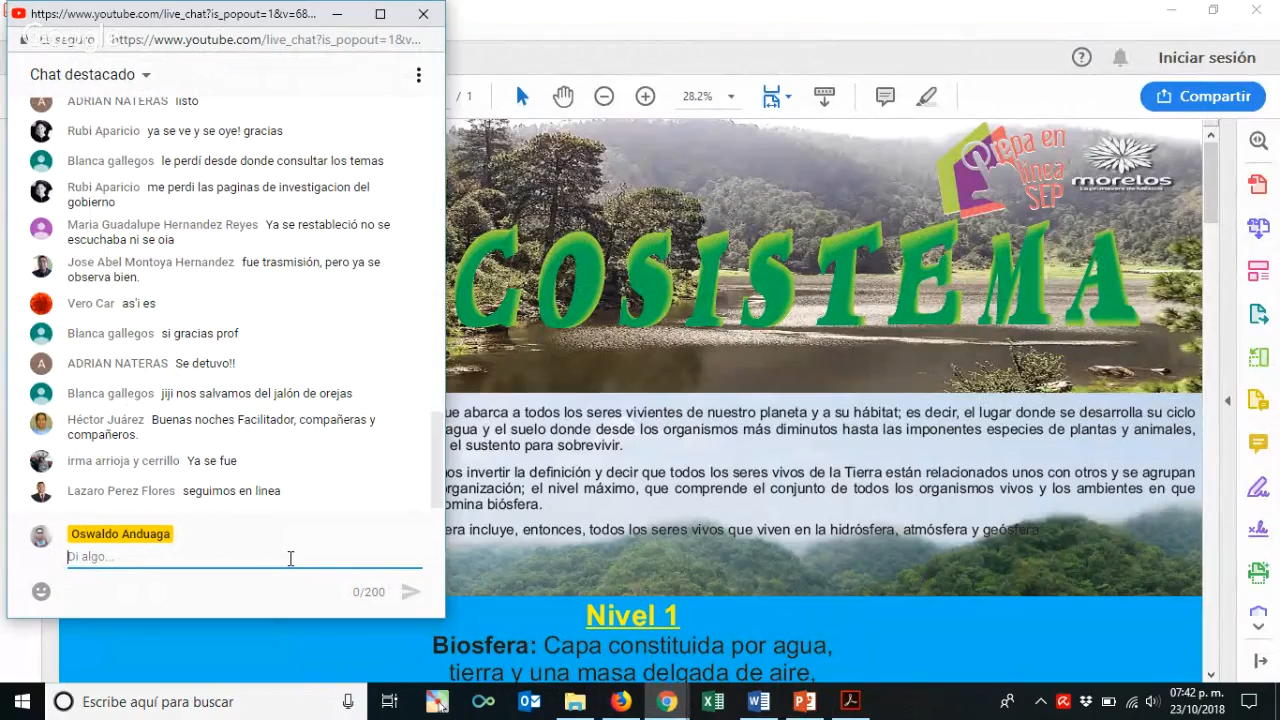 https://www.youtube.com/live_chat?is_popout=1&v=68...
https://www.youtube.com/live_chat?is_popout=1&v...
Chat destacado
ADRIAN NATERAS listo
Rubi Aparicio ya se ve y se oye! gracias
Blanca gallegos le perdí desde donde consultar los temas
Rubi Aparicio me perdi las paginas de investigacion del
gobierno
Maria Guadalupe Hernandez Reyes Ya se restableció no se
escuchaba ni se oia
Jose Abel Montoya Hernandez fue trasmisión, pero ya se
observa bien.
Vero Car as'i es
Blanca gallegos si gracias prof
ADRIAN NATERAS Se detuvo!!
Blanca gallegos jiji nos salvamos del jalón de orejas
Héctor Juárez Buenas noches Facilitador, compañeras y
compañeros.
irma arrioja y cerrillo Ya se fue
Lazaro Perez Flores seguimos en linea
Oswaldo Anduaga
Di algo...
0/200
Iniciar sesión
/ 1
28.2%
Compartir
Prepa en
línea
SEP
morelos
COSISTEMA
ue abarca a todos los seres vivientes de nuestro planeta y a su hábitat; es decir, el lugar donde se desarrolla su ciclo
agua y el suelo donde desde los organismos más diminutos hasta las imponentes especies de plantas y animales,
el sustento para sobrevivir.
nos invertir la definición y decir que todos los seres vivos de la Tierra están relacionados unos con otros y se agrupan
organización; el nivel máximo, que comprende el conjunto de todos los organismos vivos y los ambientes en que
omina biósfera.
era incluye, entonces, todos los seres vivos que viven en la hidrósfera, atmósfera y geósfera
Nivel 1
Biosfera: Capa constituida por agua,
tierra y una masa delgada de aire,
Escribe aquí para buscar
07:42 p. m.
23/10/2018